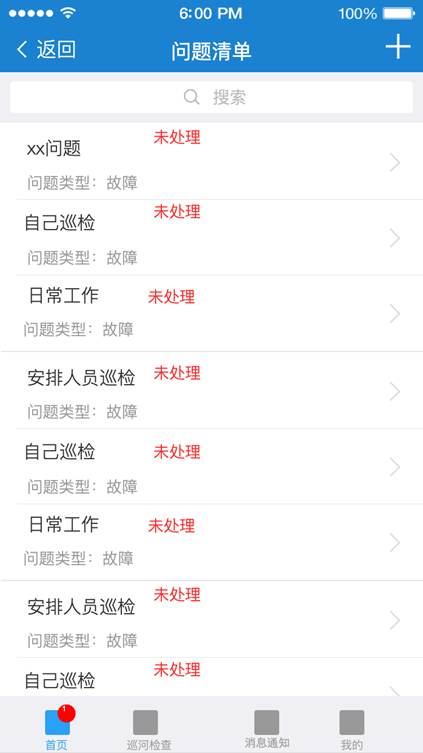 6:00 PM 100%
返回 问题清单
搜索
xx问题 未处理
问题类型：故障
自己巡检 未处理
问题类型：故障
日常工作 未处理
问题类型：故障
安排人员巡检 未处理
问题类型：故障
自己巡检 未处理
问题类型：故障
日常工作 未处理
问题类型：故障
安排人员巡检 未处理
问题类型：故障
自己巡检 未处理
1
首页 巡河检查 消息通知 我的